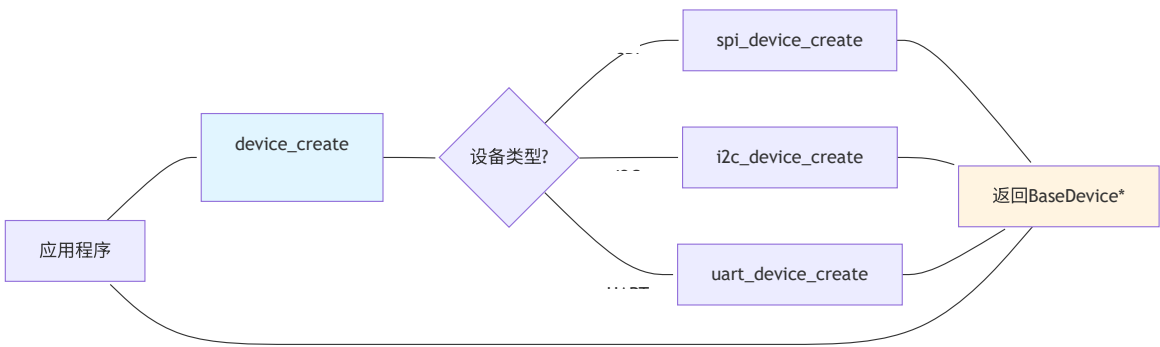 spi_device_create
device_create
设备类型?
i2c_device_create
返回BaseDevice*
应用程序
uart_device_create